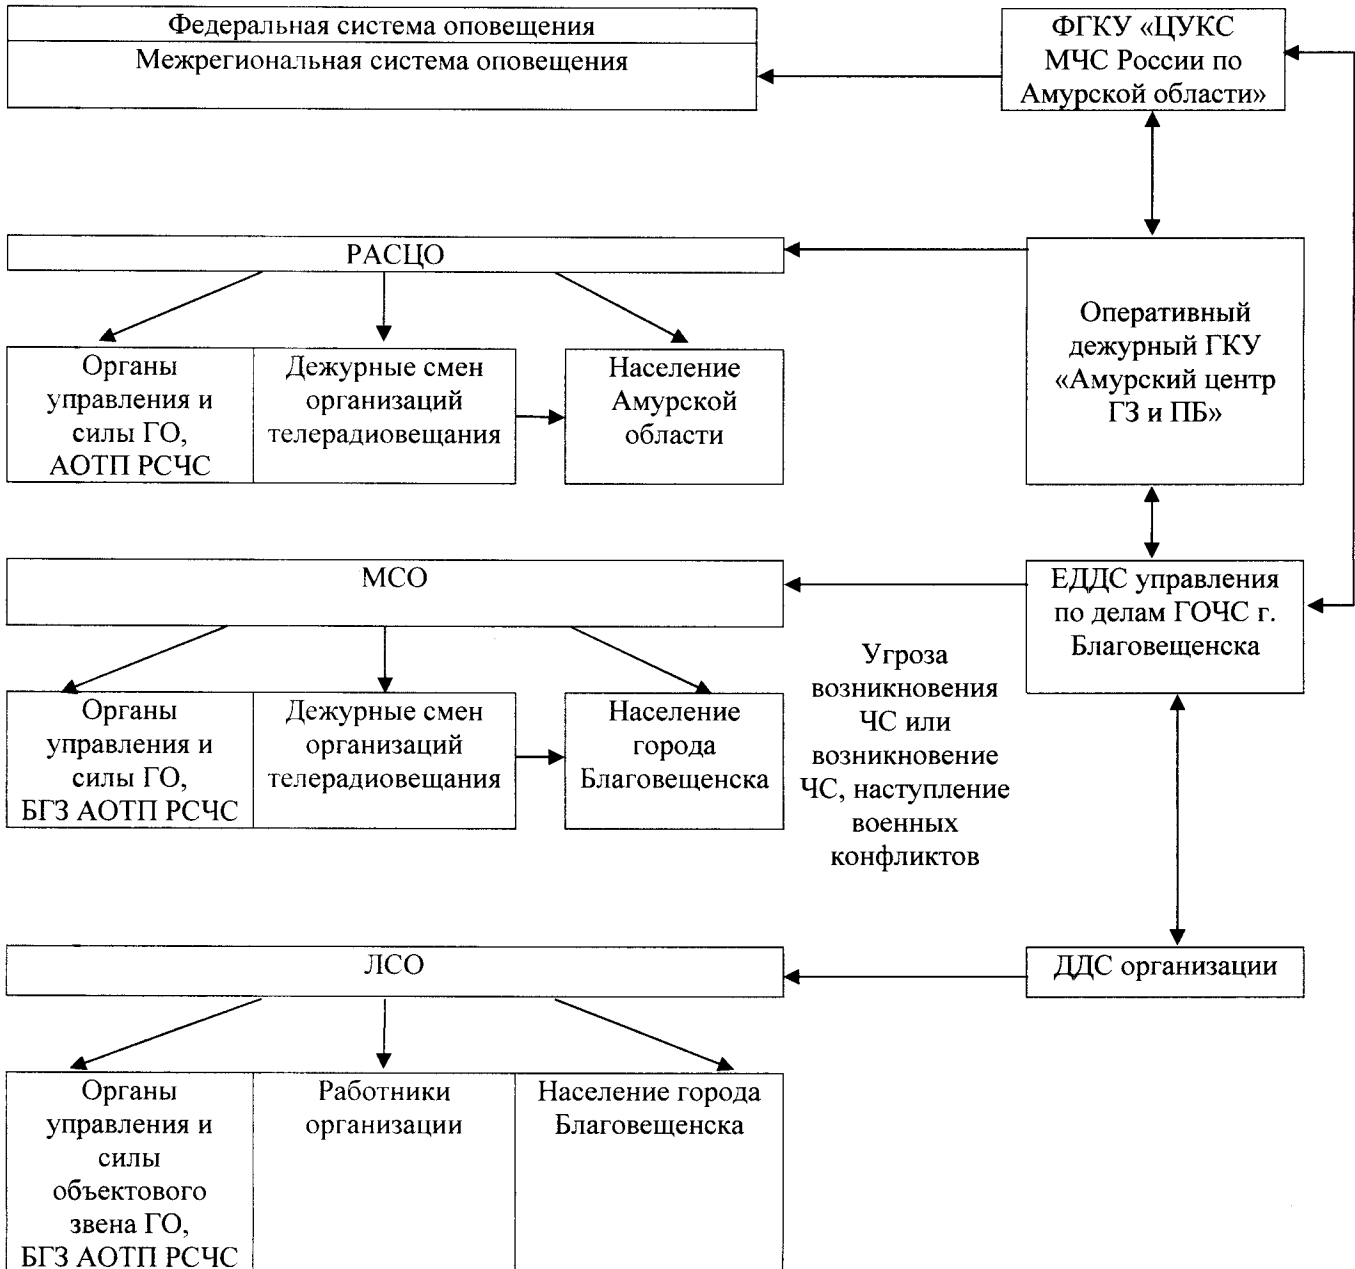 Федеральная система оповещения
Межрегиональная система оповещения
ФГКУ «ЦУКС
МЧС России по
Амурской области»
РАСЦО
Оперативный
дежурный ГКУ
«Амурский центр
ГЗ и ПБ»
Органы
управления и
силы ГО,
АОТП РСЧС
Дежурные смен
организаций
телерадиовещания
Население
Амурской
области
МСО
ЕДДС управления
по делам ГОЧС г.
Благовещенска
Угроза
возникновения
ЧС или
возникновение
ЧС, наступление
военных
конфликтов
Органы
управления и
силы ГО,
БГЗ АОТП РСЧС
Дежурные смен
организаций
телерадиовещания
Население
города
Благовещенска
ЛСО
ДДС организации
Органы
управления и
силы
объектового
звена ГО,
БГЗ АОТП РСЧС
Работники
организации
Население города
Благовещенска